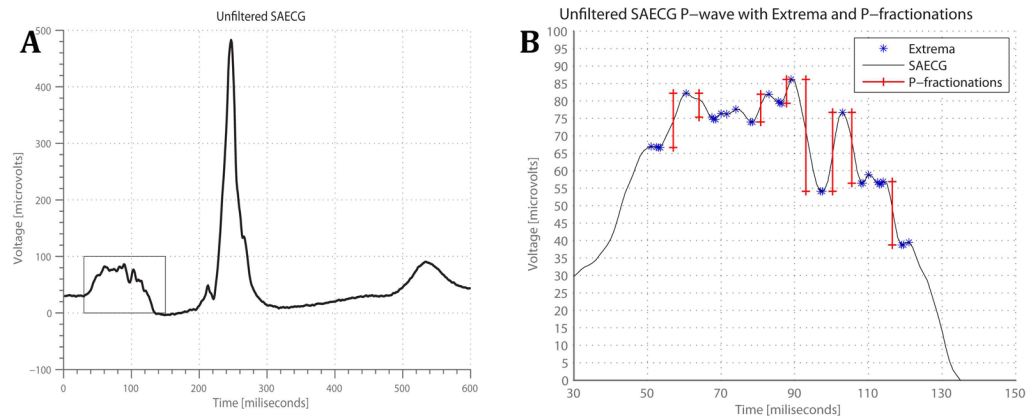 A
Unfiltered SAECG
500
400
300
200
100
0
−100
0 100 200 300 400 500 600
Voltage [microvolts]
Time [miliseconds]
B
Unfiltered SAECG P−wave with Extrema and P−fractionations
100
95
90
85
80
75
70
65
60
55
50
45
40
35
30
25
20
15
10
5
0
30 50 70 90 110 130 150
Voltage [microvolts]
Time [miliseconds]
Extrema
SAECG
P−fractionations